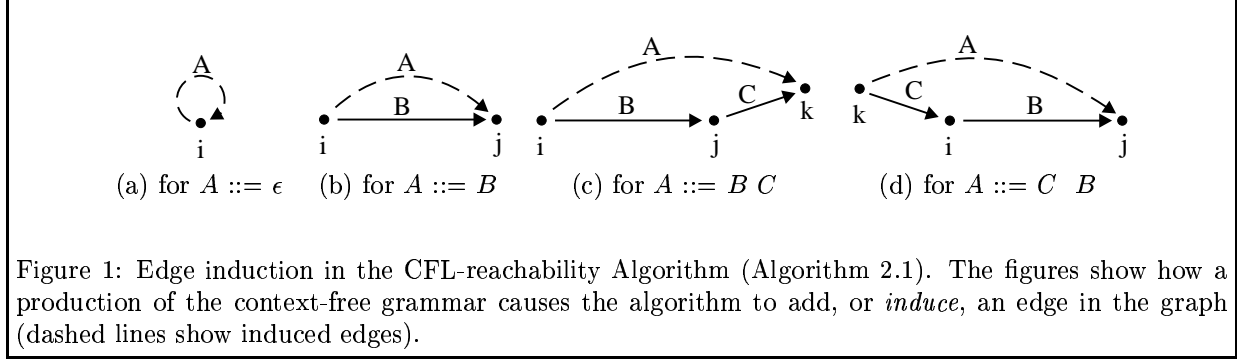 A
i
(a) for A ::= ϵ
A
B
i
j
(b) for A ::= B
A
B
C
i
j
k
(c) for A ::= B C
A
C
B
k
i
j
(d) for A ::= C B
Figure 1: Edge induction in the CFL-reachability Algorithm (Algorithm 2.1). The figures show how a
production of the context-free grammar causes the algorithm to add, or induce, an edge in the graph
(dashed lines show induced edges).